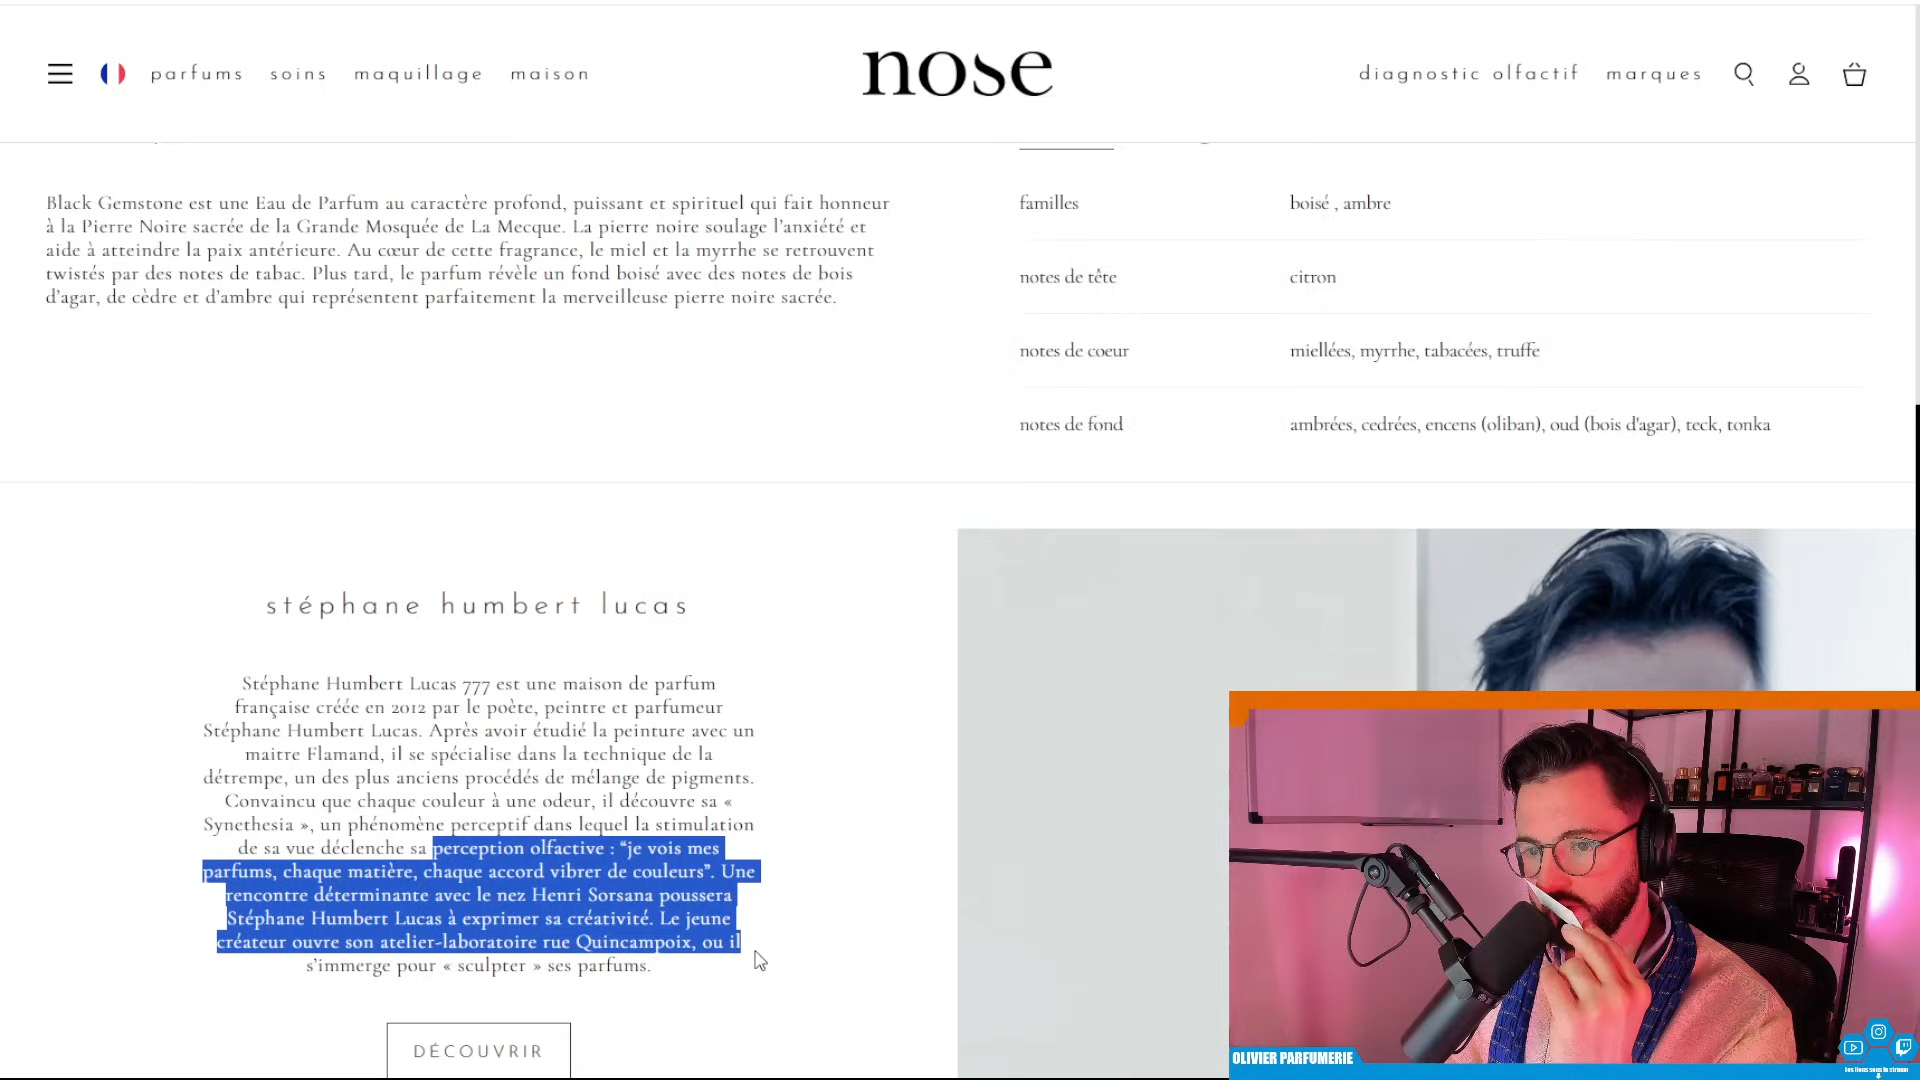 parfums soins maquillage maison
nose
diagnostic olfactif marques
Black Gemstone est une Eau de Parfum au caractère profond, puissant et spirituel qui fait honneur
à la Pierre Noire sacrée de la Grande Mosquée de La Mecque. La pierre noire soulage l'anxiété et
aide à atteindre la paix antérieure. Au cœur de cette fragrance, le miel et la myrrhe se retrouvent
twistés par des notes de tabac. Plus tard, le parfum révèle un fond boisé avec des notes de bois
d'agar, de cèdre et d'ambre qui représentent parfaitement la merveilleuse pierre noire sacrée.
familles boisé , ambre
notes de tête citron
notes de coeur miellées, myrrhe, tabacées, truffe
notes de fond ambrées, cedrées, encens (oliban), oud (bois d'agar), teck, tonka
stéphane humbert lucas
Stéphane Humbert Lucas 777 est une maison de parfum
française créée en 2012 par le poète, peintre et parfumeur
Stéphane Humbert Lucas. Après avoir étudié la peinture avec un
maitre Flamand, il se spécialise dans la technique de la
détrempe, un des plus anciens procédés de mélange de pigments.
Convaincu que chaque couleur à une odeur, il découvre sa «
Synethesia », un phénomène perceptif dans lequel la stimulation
de sa vue déclenche sa perception olfactive : “je vois mes
parfums, chaque matière, chaque accord vibrer de couleurs”. Une
rencontre déterminante avec le nez Henri Sorsana poussera
Stéphane Humbert Lucas à exprimer sa créativité. Le jeune
créateur ouvre son atelier-laboratoire rue Quincampoix, ou il
s'immerge pour « sculpter » ses parfums.
DÉCOUVRIR
OLIVIER PARFUMERIE
Les liens sous le stream